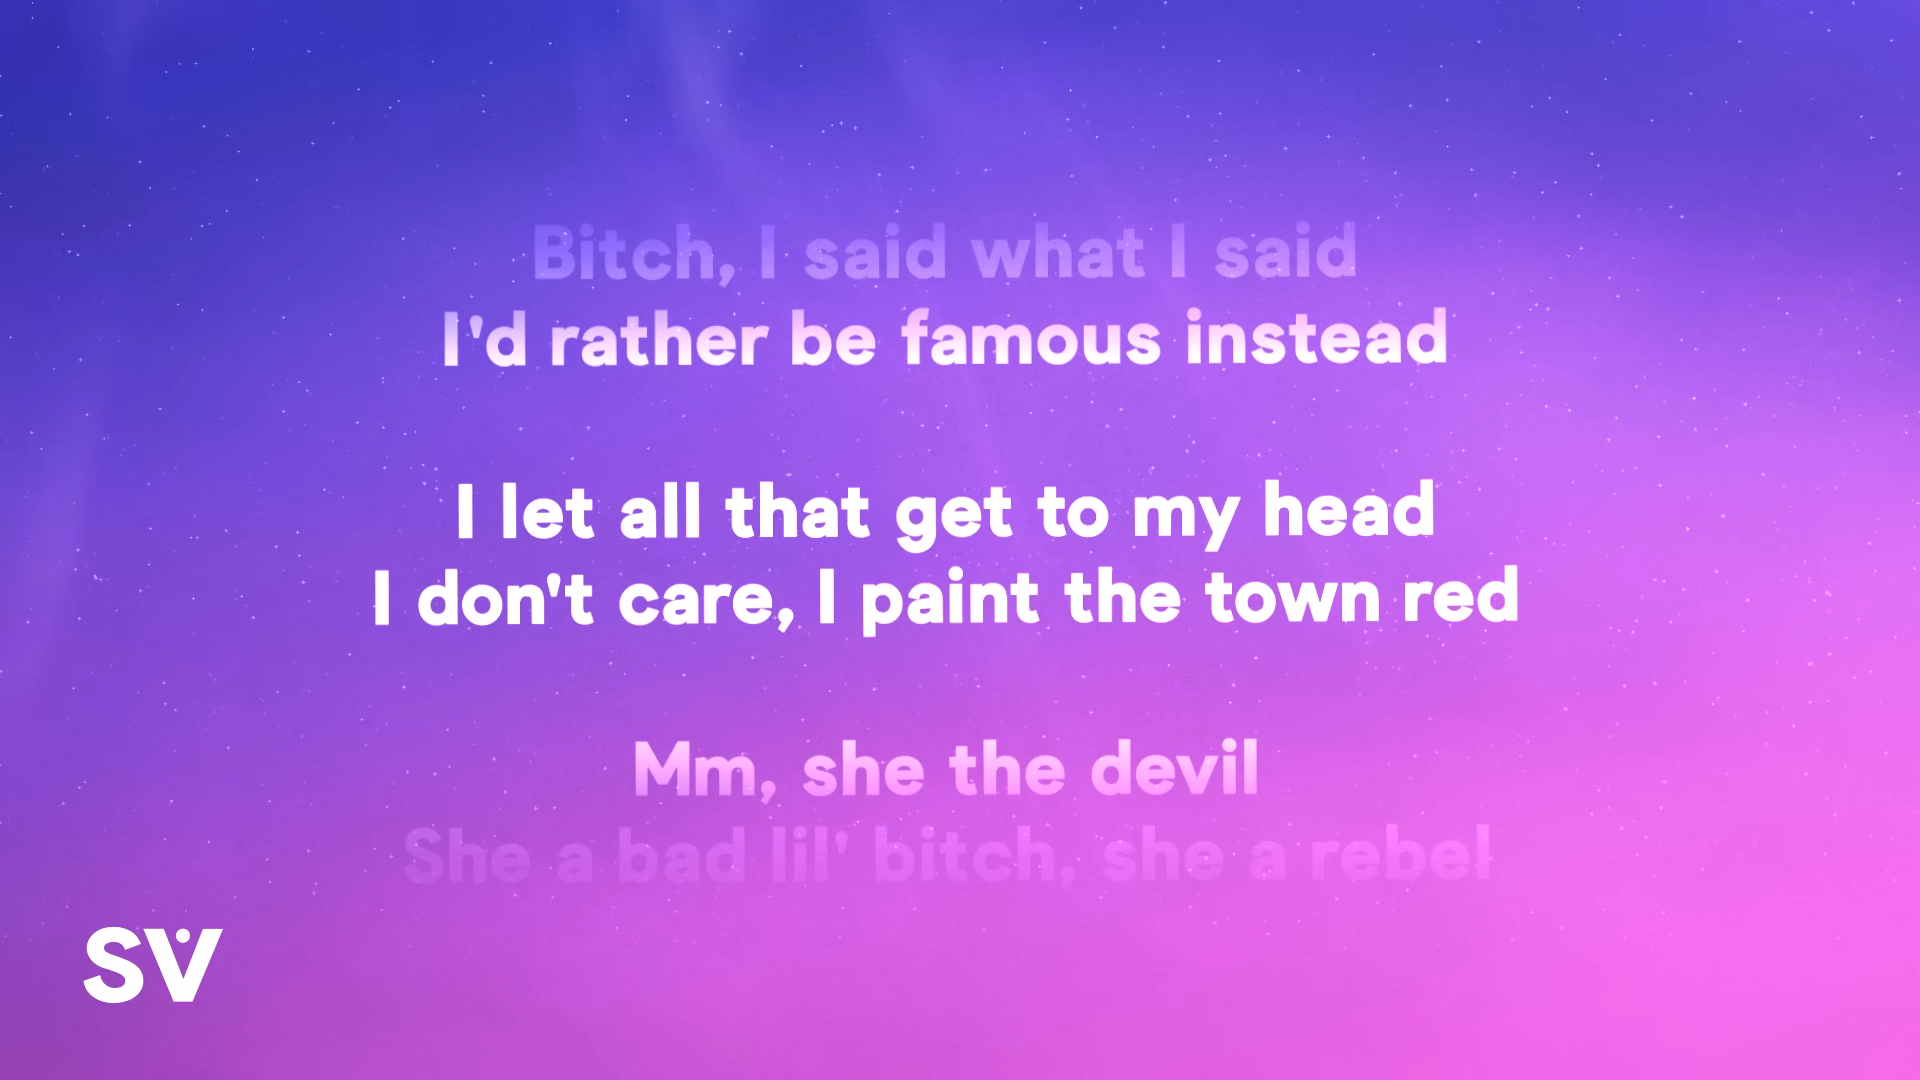 Bitch, I said what I said
I'd rather be famous instead
I let all that get to my head
I don't care, I paint the town red
Mm, she the devil
She a bad lil' bitch, she a rebel
SV